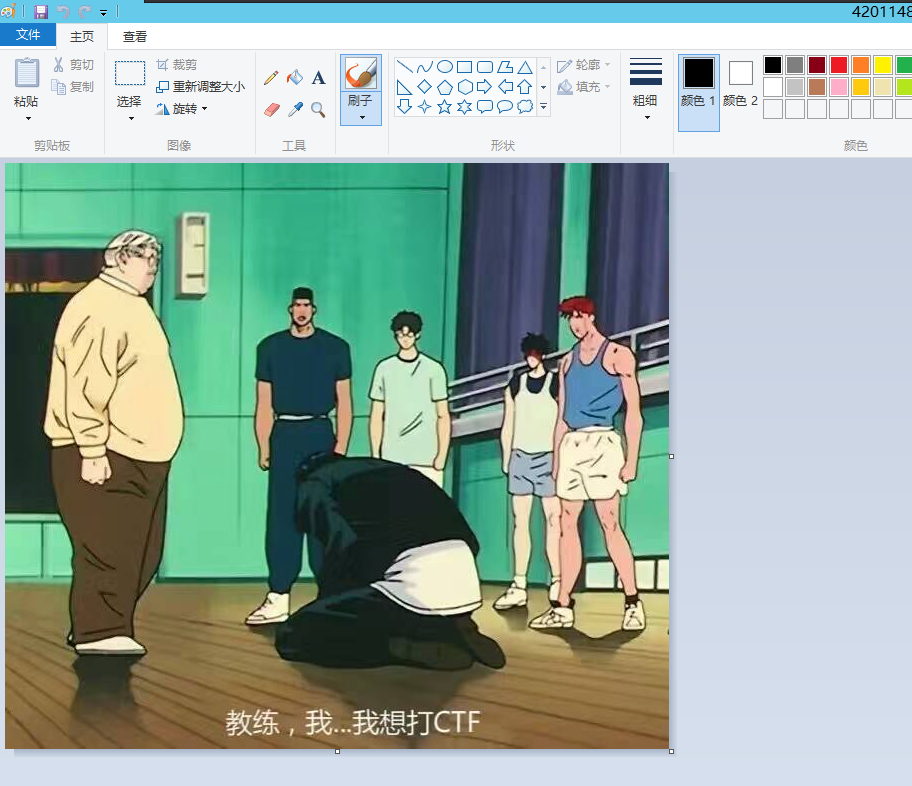 4201148
文件 主页 查看
粘贴
剪切
复制
选择
裁剪
重新调整大小
旋转
A
刷子
轮廓
填充
粗细
颜色 1
颜色 2
剪贴板
图像
工具
形状
颜色
教练，我...我想打CTF